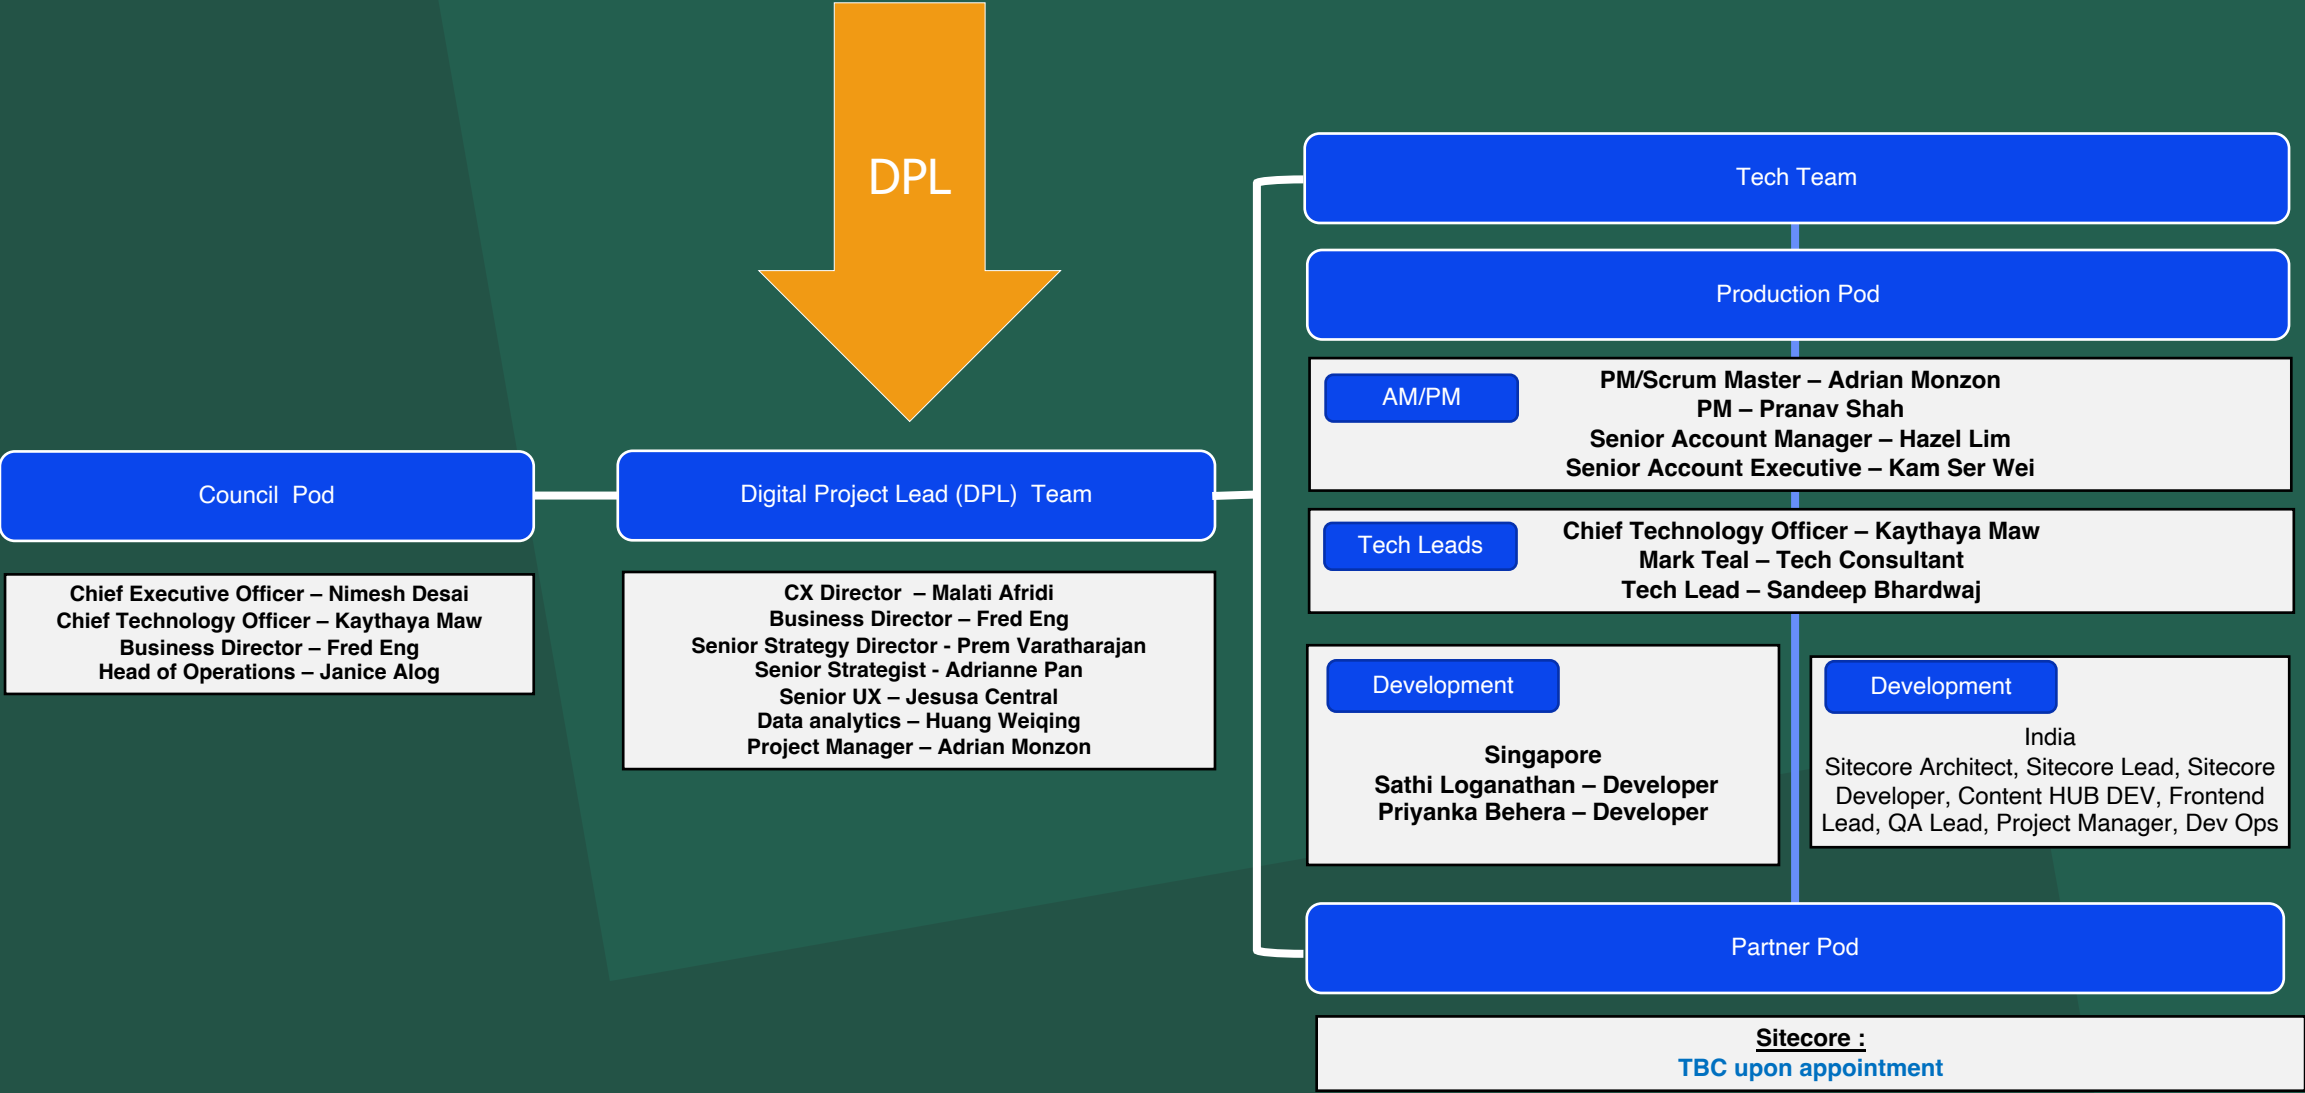 DPL
Council Pod
Chief Executive Officer – Nimesh Desai
Chief Technology Officer – Kaythaya Maw
Business Director – Fred Eng
Head of Operations – Janice Alog
Digital Project Lead (DPL) Team
CX Director – Malati Afridi
Business Director – Fred Eng
Senior Strategy Director - Prem Varatharajan
Senior Strategist - Adrianne Pan
Senior UX – Jesusa Central
Data analytics – Huang Weiqing
Project Manager – Adrian Monzon
Tech Team
Production Pod
AM/PM
PM/Scrum Master – Adrian Monzon
PM – Pranav Shah
Senior Account Manager – Hazel Lim
Senior Account Executive – Kam Ser Wei
Tech Leads
Chief Technology Officer – Kaythaya Maw
Mark Teal – Tech Consultant
Tech Lead – Sandeep Bhardwaj
Development
Singapore
Sathi Loganathan – Developer
Priyanka Behera – Developer
Development
India
Sitecore Architect, Sitecore Lead, Sitecore
Developer, Content HUB DEV, Frontend
Lead, QA Lead, Project Manager, Dev Ops
Partner Pod
Sitecore :
TBC upon appointment